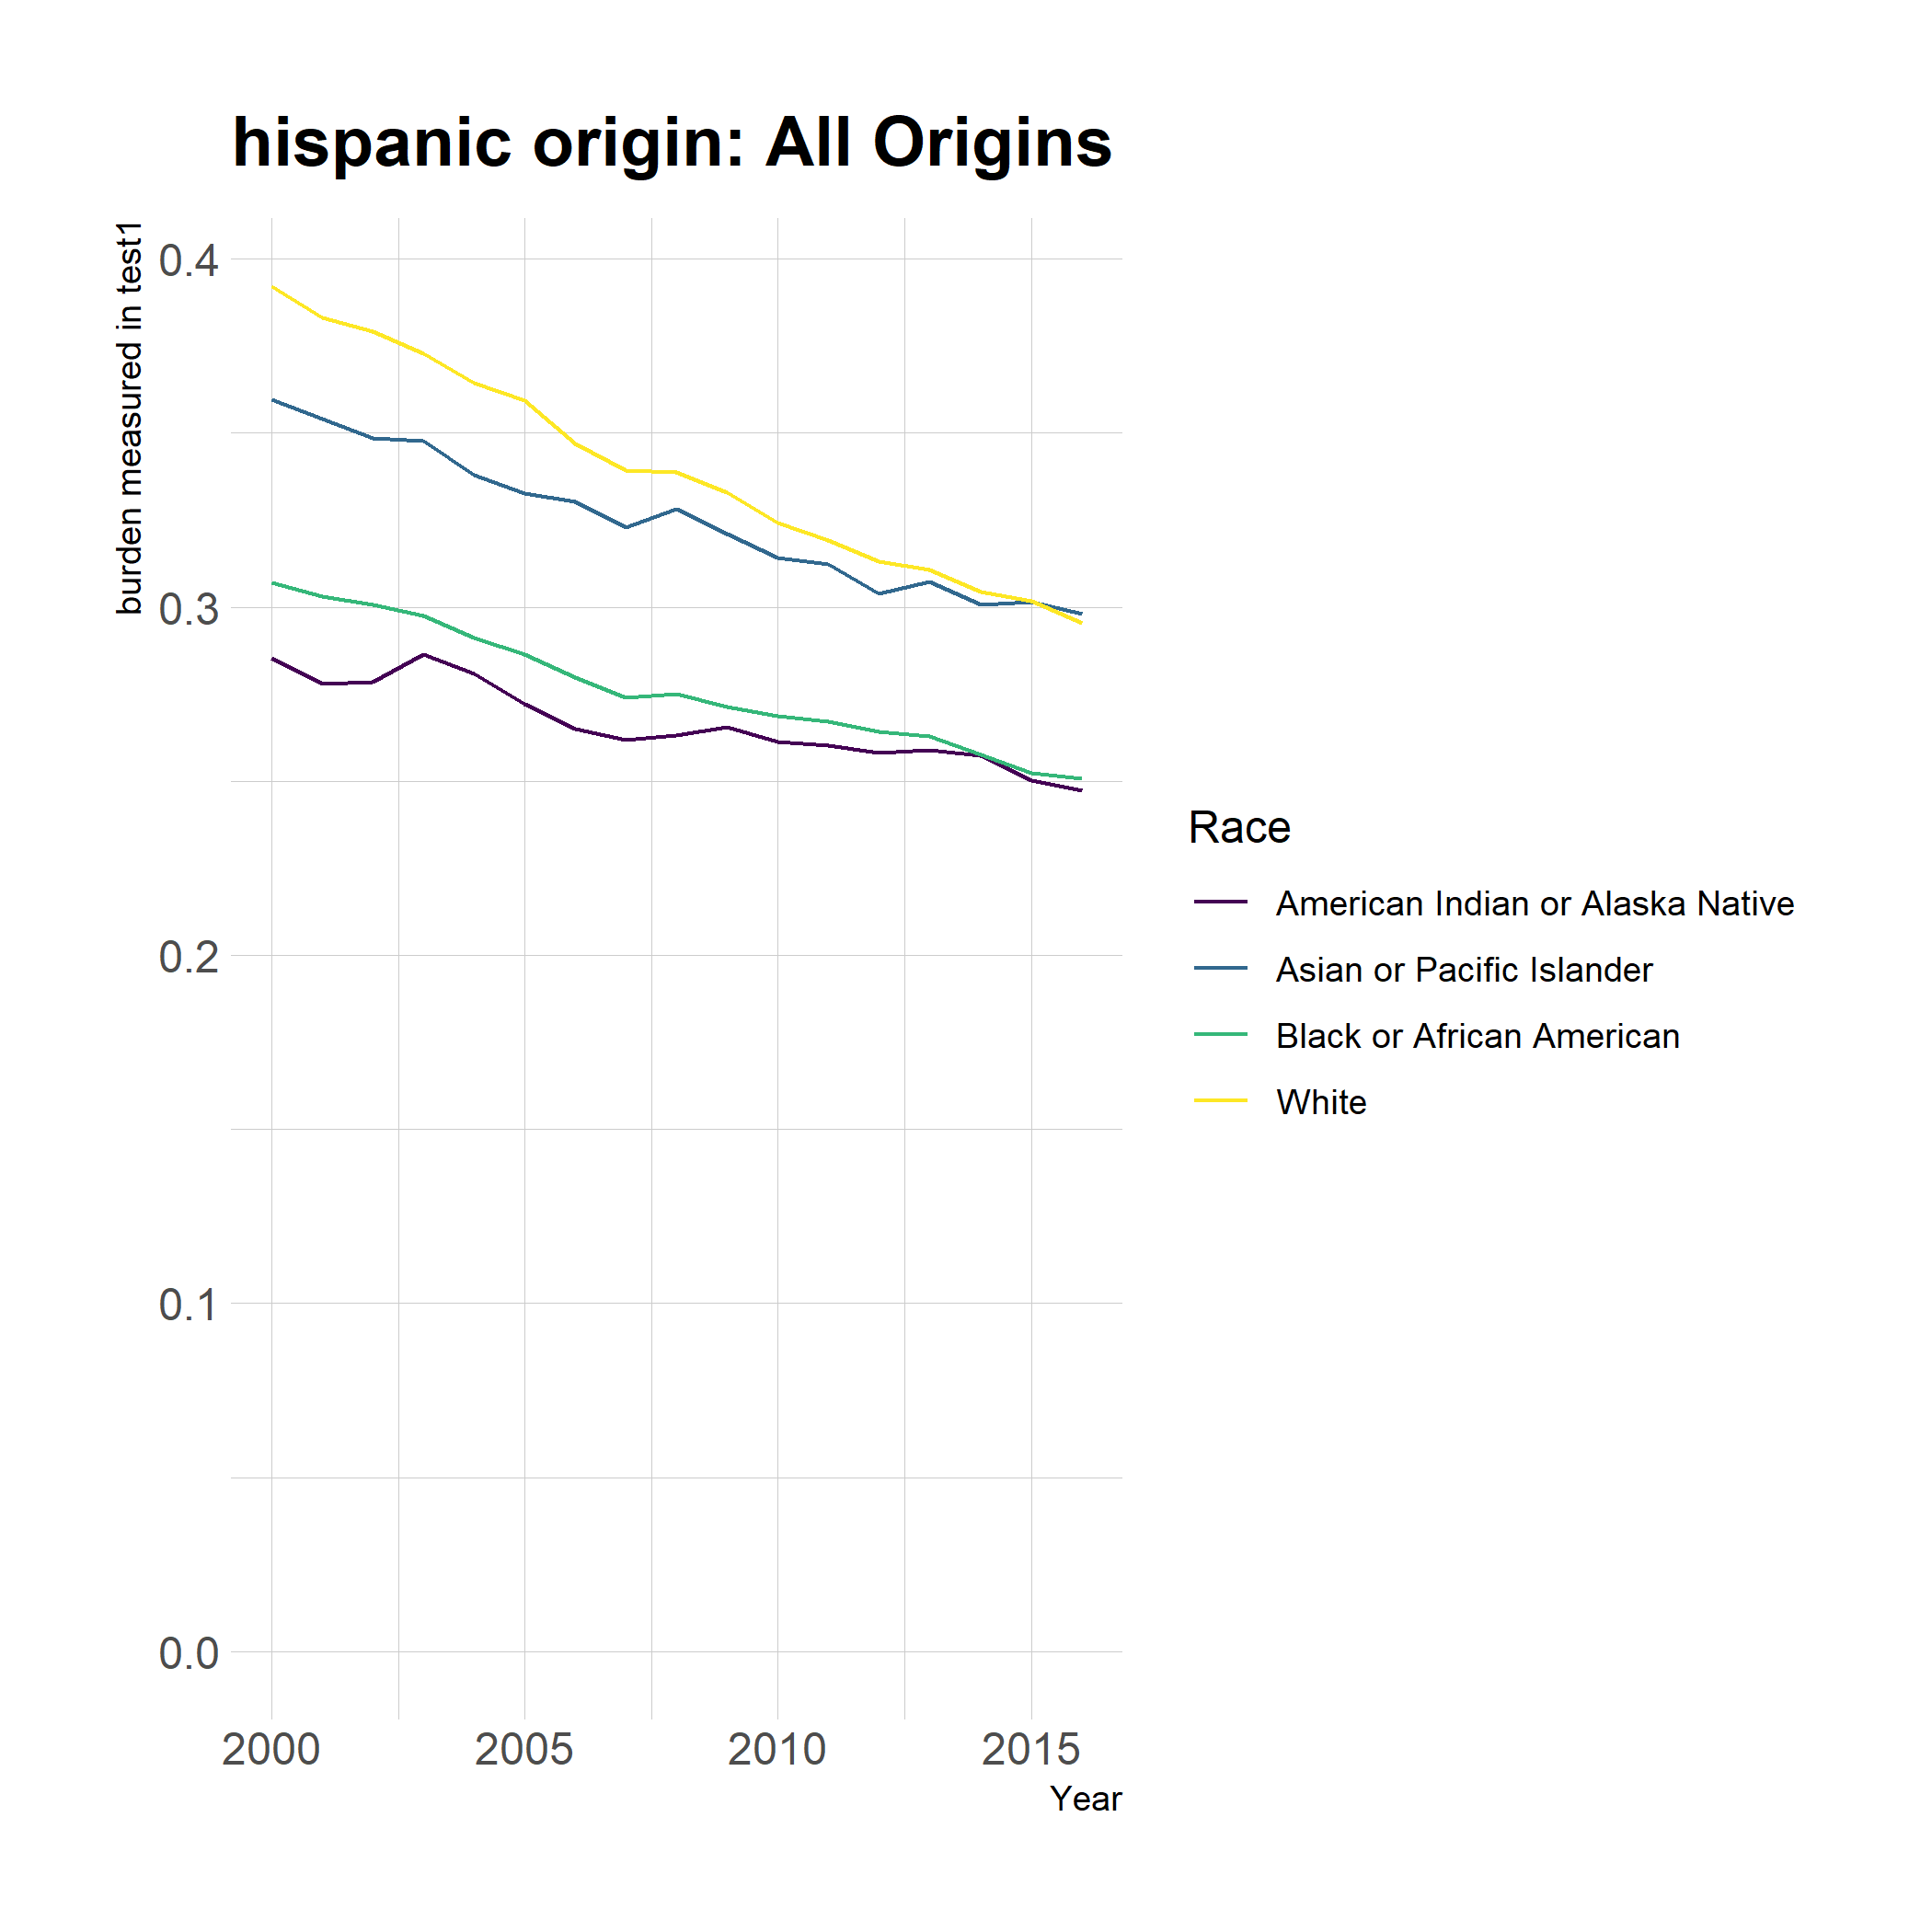 hispanic origin: All Origins
burden measured in test1
0.4
0.3
0.2
0.1
0.0
2000 2005 2010 2015
Year
Race
American Indian or Alaska Native
Asian or Pacific Islander
Black or African American
White